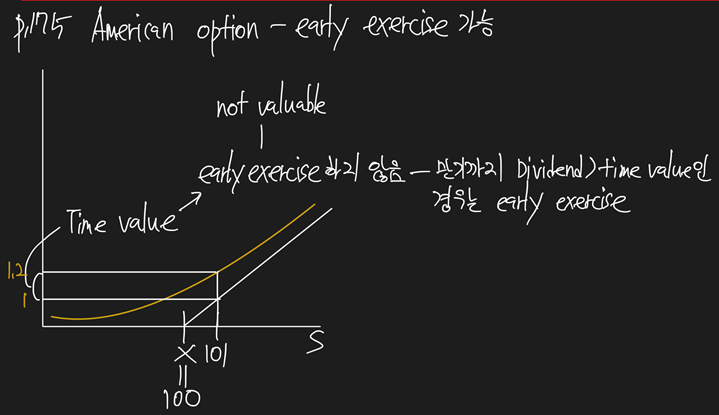 p.175 American option - early exercise 가능
not valuable
early exercise 하지 않음 - 만기까지 Dividend>time value인
경우는 early exercise
Time value
1.2
1
X 101 S
||
100